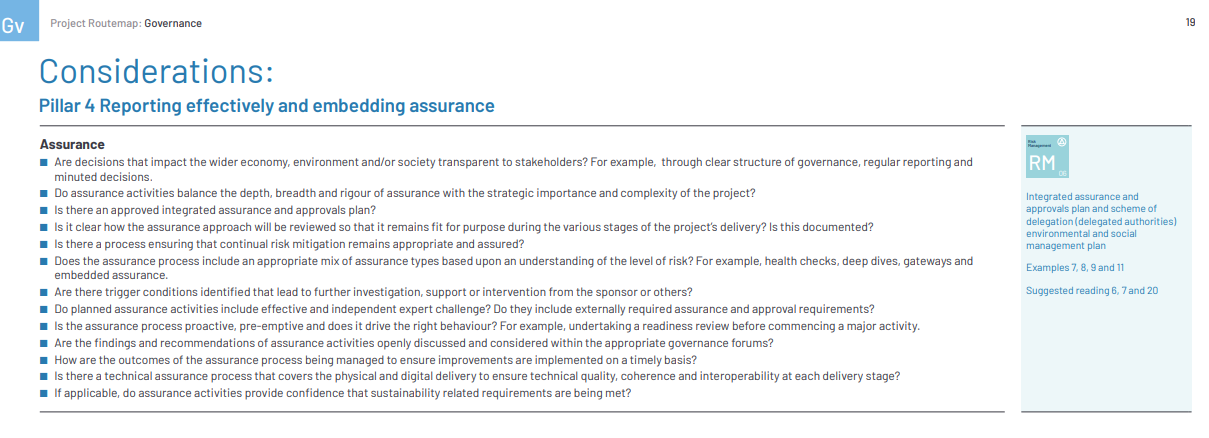 Gv
Project Routemap: Governance
19
Considerations:
Pillar 4 Reporting effectively and embedding assurance
Assurance
■ Are decisions that impact the wider economy, environment and/or society transparent to stakeholders? For example,  through clear structure of governance, regular reporting and
minuted decisions.
■ Do assurance activities balance the depth, breadth and rigour of assurance with the strategic importance and complexity of the project?
■ Is there an approved integrated assurance and approvals plan?
■ Is it clear how the assurance approach will be reviewed so that it remains fit for purpose during the various stages of the project's delivery? Is this documented?
■ Is there a process ensuring that continual risk mitigation remains appropriate and assured?
■ Does the assurance process include an appropriate mix of assurance types based upon an understanding of the level of risk? For example, health checks, deep dives, gateways and
embedded assurance.
■ Are there trigger conditions identified that lead to further investigation, support or intervention from the sponsor or others?
■ Do planned assurance activities include effective and independent expert challenge? Do they include externally required assurance and approval requirements?
■ Is the assurance process proactive, pre-emptive and does it drive the right behaviour? For example, undertaking a readiness review before commencing a major activity.
■ Are the findings and recommendations of assurance activities openly discussed and considered within the appropriate governance forums?
■ How are the outcomes of the assurance process being managed to ensure improvements are implemented on a timely basis?
■ Is there a technical assurance process that covers the physical and digital delivery to ensure technical quality, coherence and interoperability at each delivery stage?
■ If applicable, do assurance activities provide confidence that sustainability related requirements are being met?
Risk
Management
RM
06
Integrated assurance and
approvals plan and scheme of
delegation (delegated authorities)
environmental and social
management plan
Examples 7, 8, 9 and 11
Suggested reading 6, 7 and 20